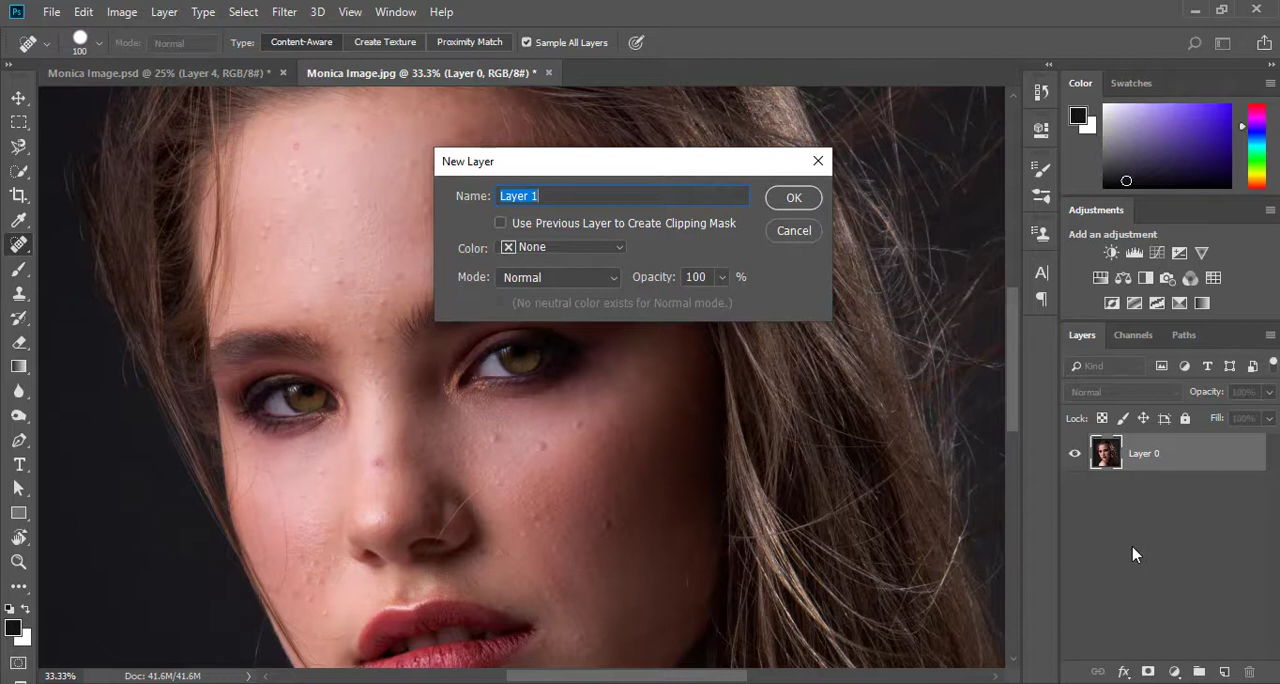 Ps File Edit Image Layer Type Select Filter 3D View Window Help
100 Mode: Normal Type: Content-Aware Create Texture Proximity Match Sample All Layers
Monica Image.psd @ 25% (Layer 4, RGB/8#) * Monica Image.jpg @ 33.3% (Layer 0, RGB/8#) *
Color Swatches
New Layer
Name: Layer 1 OK
Use Previous Layer to Create Clipping Mask
Cancel
Color: None
Mode: Normal Opacity: 100 %
(No neutral color exists for Normal mode.)
Adjustments
Add an adjustment
Layers Channels Paths
Kind
Normal Opacity: 100%
Lock: Fill: 100%
Layer 0
33.33% Doc: 41.6M/41.6M